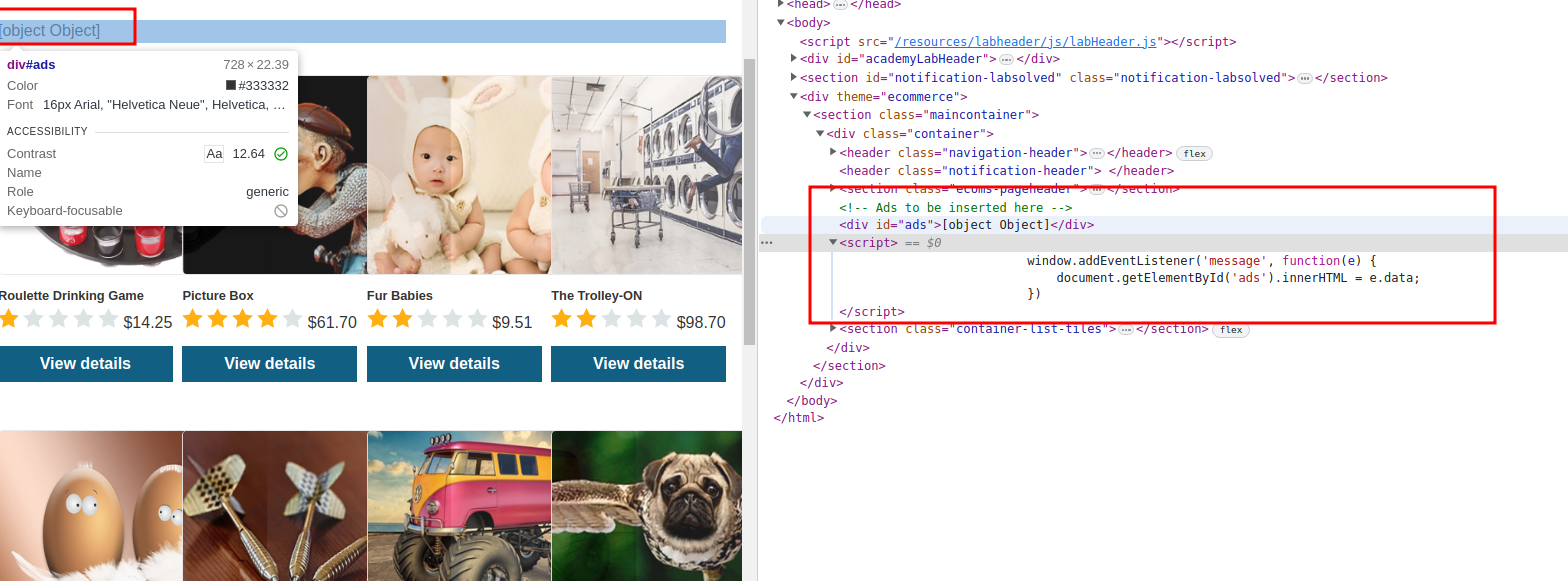 [object Object]
div#ads 728 × 22.39
Color #333332
Font 16px Arial, "Helvetica Neue", Helvetica, …
ACCESSIBILITY
Contrast Aa 12.64
Name
Role generic
Keyboard-focusable
Roulette Drinking Game
$14.25
View details
Picture Box
$61.70
View details
Fur Babies
$9.51
View details
The Trolley-ON
$98.70
View details
<head> … </head>
<body>
<script src="/resources/labheader/js/labHeader.js"></script>
<div id="academyLabHeader"> … </div>
<section id="notification-labsolved" class="notification-labsolved"> … </section>
<div theme="ecommerce">
<section class="maincontainer">
<div class="container">
<header class="navigation-header"> … </header> flex
<header class="notification-header"> </header>
<section class="ecoms-pageheader"> … </section>
<!-- Ads to be inserted here -->
<div id="ads">[object Object]</div>
… <script> == $0
window.addEventListener('message', function(e) {
document.getElementById('ads').innerHTML = e.data;
})
</script>
<section class="container-list-tiles"> … </section> flex
</div>
</section>
</div>
</body>
</html>